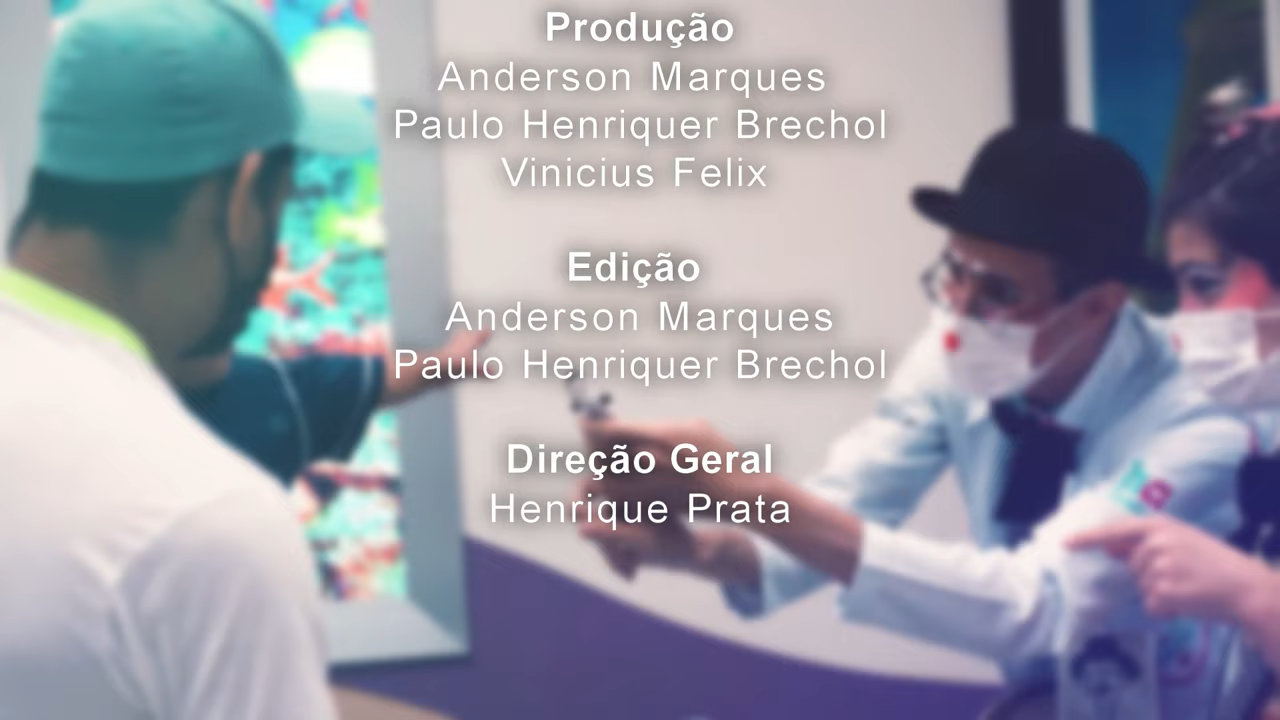 Produção
Anderson Marques
Paulo Henriquer Brechol
Vinicius Felix
Edição
Anderson Marques
Paulo Henriquer Brechol
Direção Geral
Henrique Prata